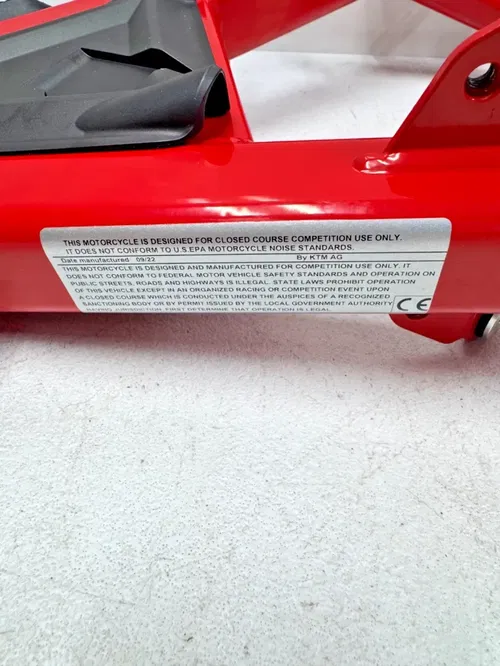 THIS MOTORCYCLE IS DESIGNED FOR CLOSED COURSE COMPETITION USE ONLY.
IT DOES NOT CONFORM TO U.S.EPA MOTORCYCLE NOISE STANDARDS.
Date manufactured 09/22 By KTM AG
THIS MOTORCYCLE IS DESIGNED AND MANUFACTURED FOR COMPETITION USE ONLY. IT
DOES NOT CONFORM TO FEDERAL MOTOR VEHICLE SAFETY STANDARDS AND OPERATION ON
PUBLIC STREETS, ROADS AND HIGHWAYS IS ILLEGAL. STATE LAWS PROHIBIT OPERATION
OF THIS VEHICLE EXCEPT IN AN ORGANIZED RACING OR COMPETITION EVENT UPON
A CLOSED COURSE WHICH IS CONDUCTED UNDER THE AUSPICES OF A RECOGNIZED
SANCTIONING BODY OR BY PERMIT ISSUED BY THE LOCAL GOVERNMENT AUTHORITY
HAVING JURISDICTION. FIRST DETERMINE THAT OPERATION IS LEGAL.
CE